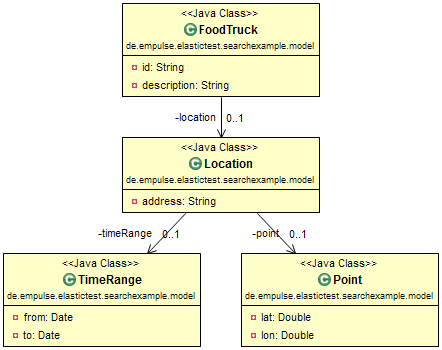 <<Java Class>>
FoodTruck
de.empulse.elastictest.searchexample.model
id: String
description: String
-location 0..1
<<Java Class>>
Location
de.empulse.elastictest.searchexample.model
address: String
-timeRange 0..1
-point 0..1
<<Java Class>>
TimeRange
de.empulse.elastictest.searchexample.model
from: Date
to: Date
<<Java Class>>
Point
de.empulse.elastictest.searchexample.model
lat: Double
lon: Double